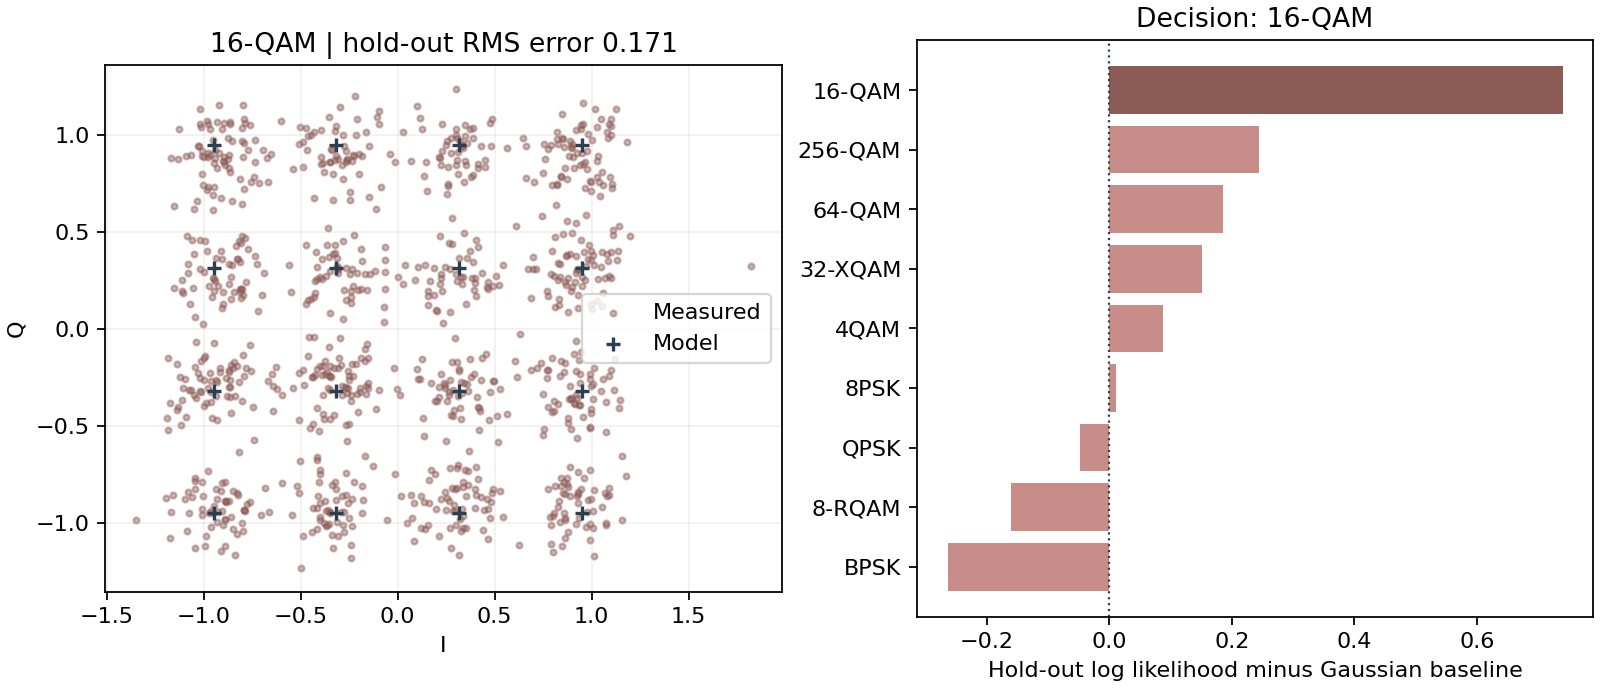 16-QAM | hold-out RMS error 0.171
Q
1.0
0.5
0.0
−0.5
−1.0
−1.5
−1.0
−0.5
0.0
0.5
1.0
1.5
I
Measured
Model
Decision: 16-QAM
16-QAM
256-QAM
64-QAM
32-XQAM
4QAM
8PSK
QPSK
8-RQAM
BPSK
−0.2
0.0
0.2
0.4
0.6
Hold-out log likelihood minus Gaussian baseline